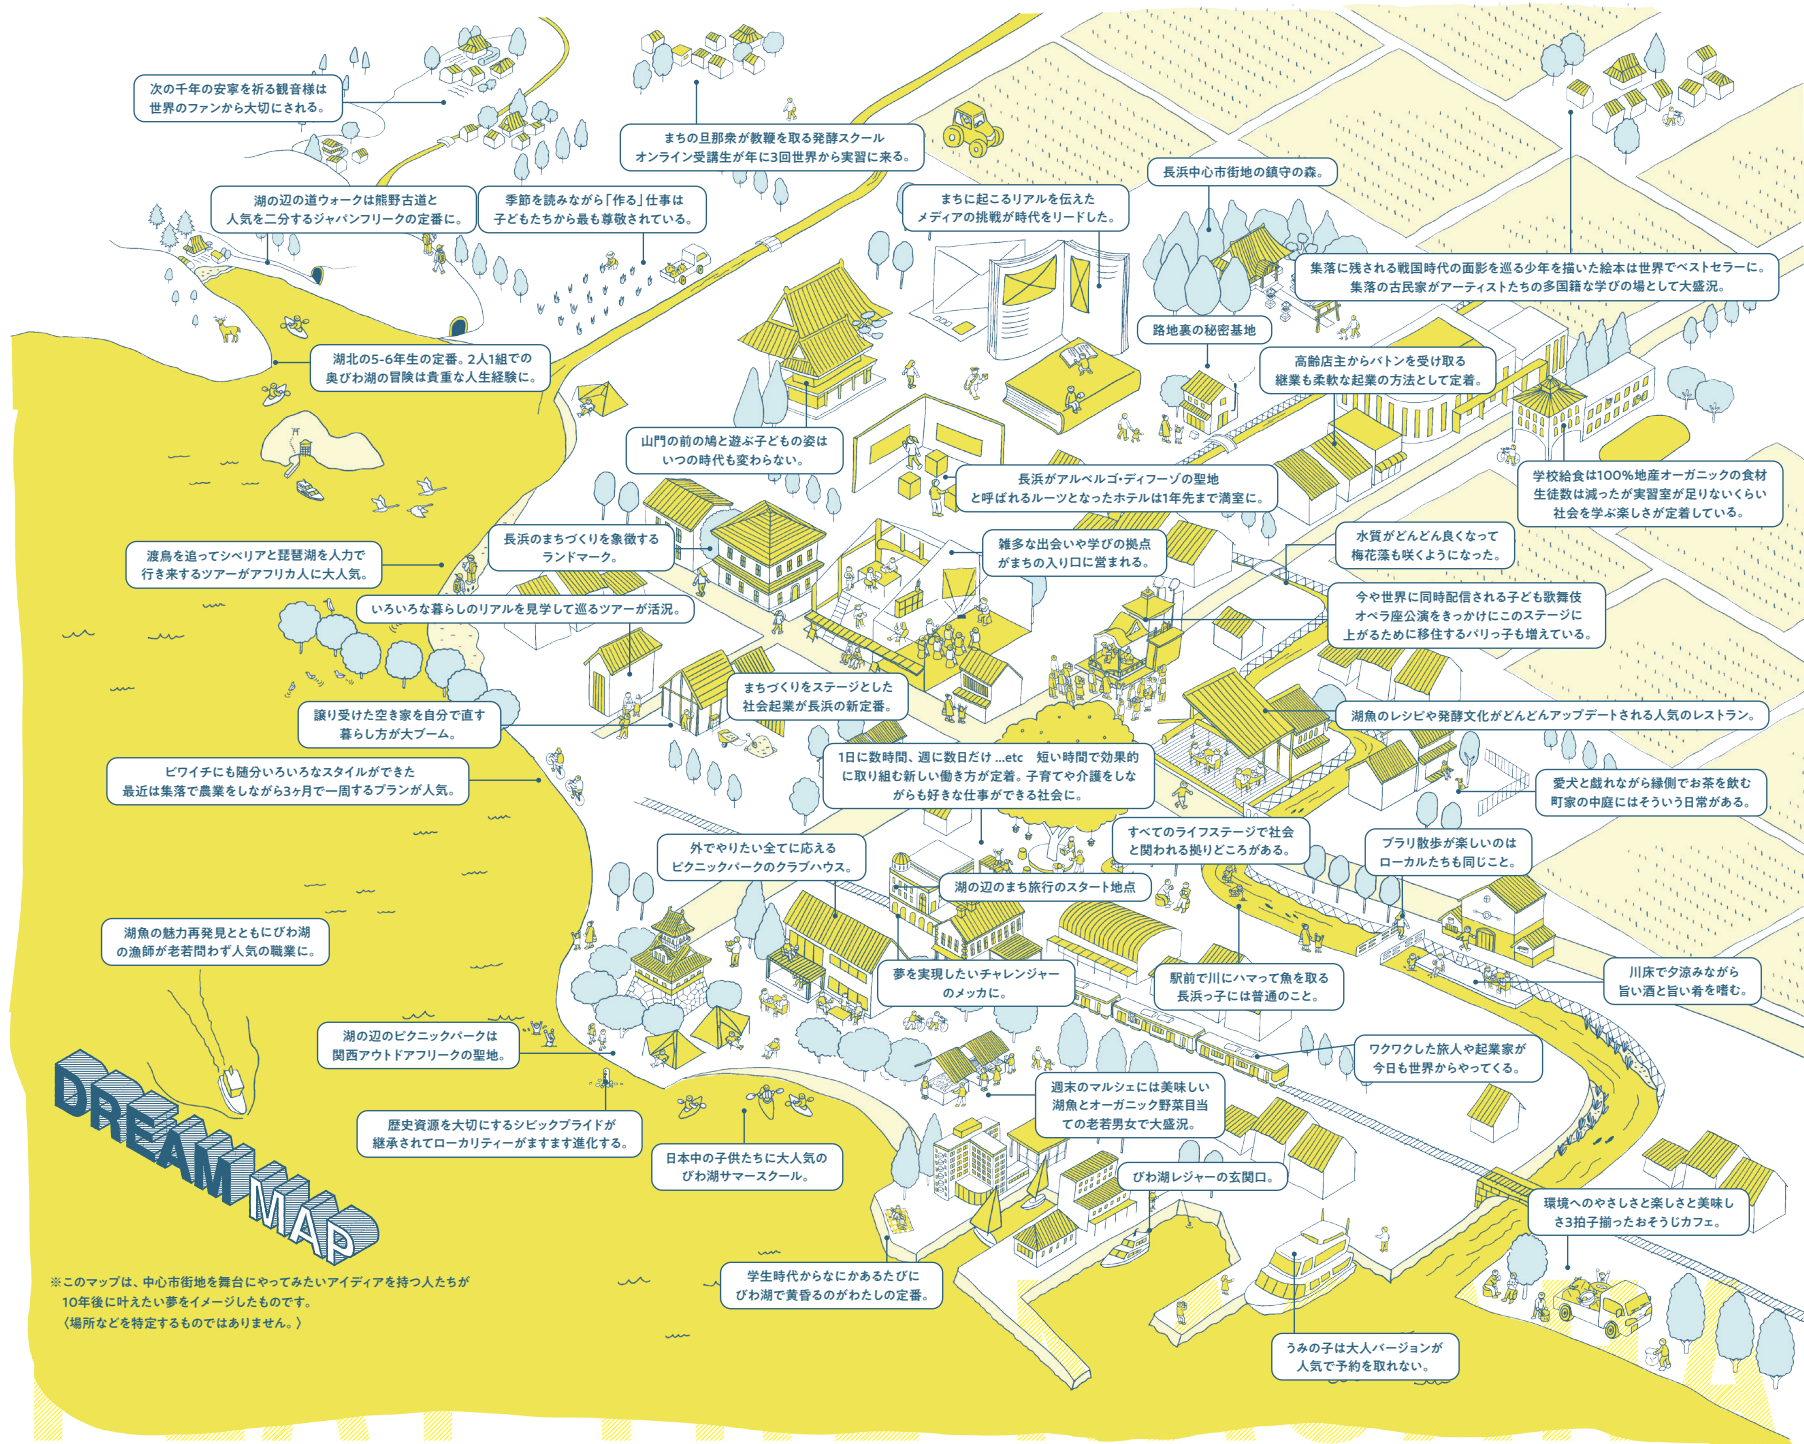 次の千年の安寧を祈る観音様は
世界のファンから大切にされる。
まちの旦那衆が教鞭を取る発酵スクール
オンライン受講生が年に3回世界から実習に来る。
長浜中心市街地の鎮守の森。
湖の辺の道ウォークは熊野古道と
人気を二分するジャパンフリークの定番に。
季節を読みながら「作る」仕事は
子どもたちから最も尊敬されている。
まちに起こるリアルを伝えた
メディアの挑戦が時代をリードした。
集落に残される戦国時代の面影を巡る少年を描いた絵本は世界でベストセラーに。
集落の古民家がアーティストたちの多国籍な学びの場として大盛況。
路地裏の秘密基地
湖北の5-6年生の定番。2人1組での
奥びわ湖の冒険は貴重な人生経験に。
高齢店主からバトンを受け取る
継業も柔軟な起業の方法として定着。
山門の前の鳩と遊ぶ子どもの姿は
いつの時代も変わらない。
長浜がアルベルゴ・ディフーゾの聖地
と呼ばれるルーツとなったホテルは1年先まで満室に。
学校給食は100%地産オーガニックの食材
生徒数は減ったが実習室が足りないくらい
社会を学ぶ楽しさが定着している。
長浜のまちづくりを象徴する
ランドマーク。
雑多な出会いや学びの拠点
がまちの入り口に営まれる。
水質がどんどん良くなって
梅花藻も咲くようになった。
渡鳥を追ってシベリアと琵琶湖を人力で
行き来するツアーがアフリカ人に大人気。
いろいろな暮らしのリアルを見学して巡るツアーが活況。
今や世界に同時配信される子ども歌舞伎
オペラ座公演をきっかけにこのステージに
上がるために移住するパリっ子も増えている。
まちづくりをステージとした
社会起業が長浜の新定番。
譲り受けた空き家を自分で直す
暮らし方が大ブーム。
湖魚のレシピや発酵文化がどんどんアップデートされる人気のレストラン。
1日に数時間、週に数日だけ…etc 短い時間で効果的
に取り組む新しい働き方が定着。子育てや介護をしな
がらも好きな仕事ができる社会に。
ビワイチにも随分いろいろなスタイルができた
最近は集落で農業をしながら3ヶ月で一周するプランが人気。
愛犬と戯れながら縁側でお茶を飲む
町家の中庭にはそういう日常がある。
外でやりたい全てに応える
ピクニックパークのクラブハウス。
すべてのライフステージで社会
と関われる拠りどころがある。
ブラリ散歩が楽しいのは
ローカルたちも同じこと。
湖の辺のまち旅行のスタート地点
湖魚の魅力再発見とともにびわ湖
の漁師が老若問わず人気の職業に。
夢を実現したいチャレンジャー
のメッカに。
駅前で川にハマって魚を取る
長浜っ子には普通のこと。
川床で夕涼みながら
旨い酒と旨い肴を嗜む。
湖の辺のピクニックパークは
関西アウトドアフリークの聖地。
ワクワクした旅人や起業家が
今日も世界からやってくる。
週末のマルシェには美味しい
湖魚とオーガニック野菜目当
ての老若男女で大盛況。
歴史資源を大切にするシビックプライドが
継承されてローカリティーがますます進化する。
日本中の子供たちに大人気の
びわ湖サマースクール。
びわ湖レジャーの玄関口。
環境へのやさしさと楽しさと美味し
さ3拍子揃ったおそうじカフェ。
学生時代からなにかあるたびに
びわ湖で黄昏るのがわたしの定番。
うみの子は大人バージョンが
人気で予約を取れない。
DREAM MAP
※このマップは、中心市街地を舞台にやってみたいアイディアを持つ人たちが
10年後に叶えたい夢をイメージしたものです。
〈場所などを特定するものではありません。〉